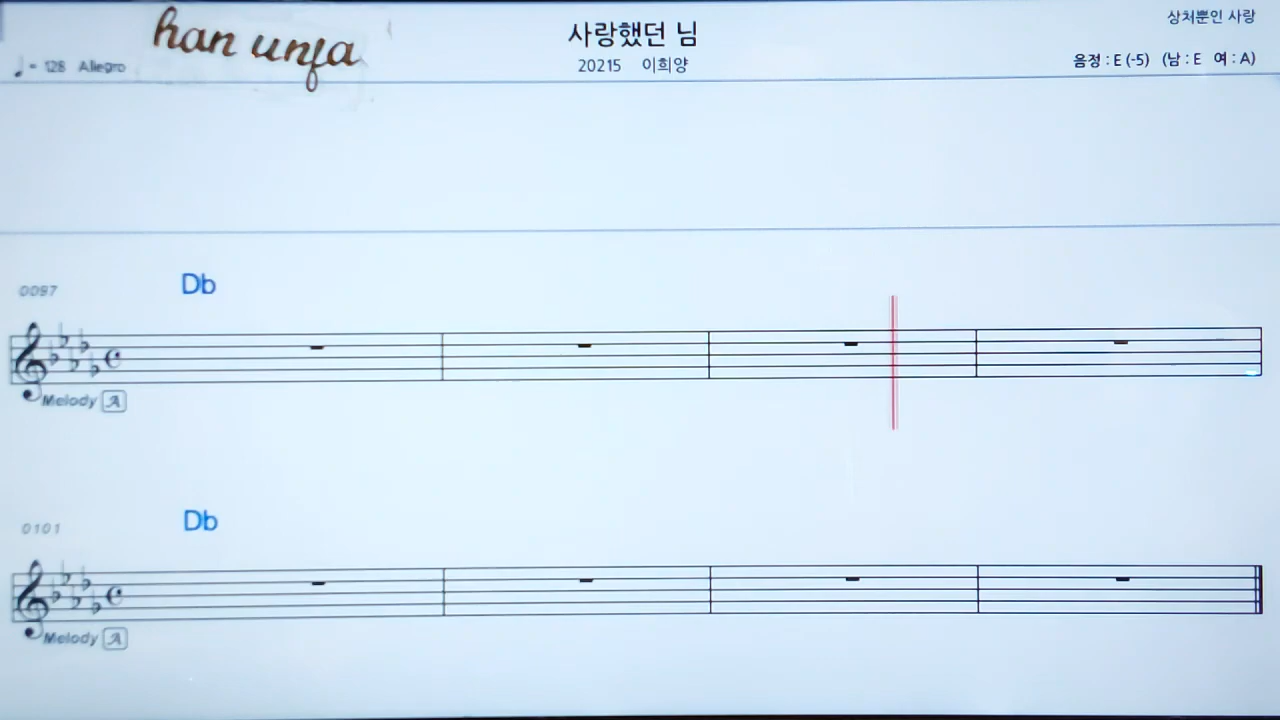 han unfa
사랑했던 님
상처뿐인 사랑
♩= 128 Allegro
20215 이희양
음정 : E (-5) (남 : E 여 : A)
0097
Db
Melody A
0101
Db
Melody A